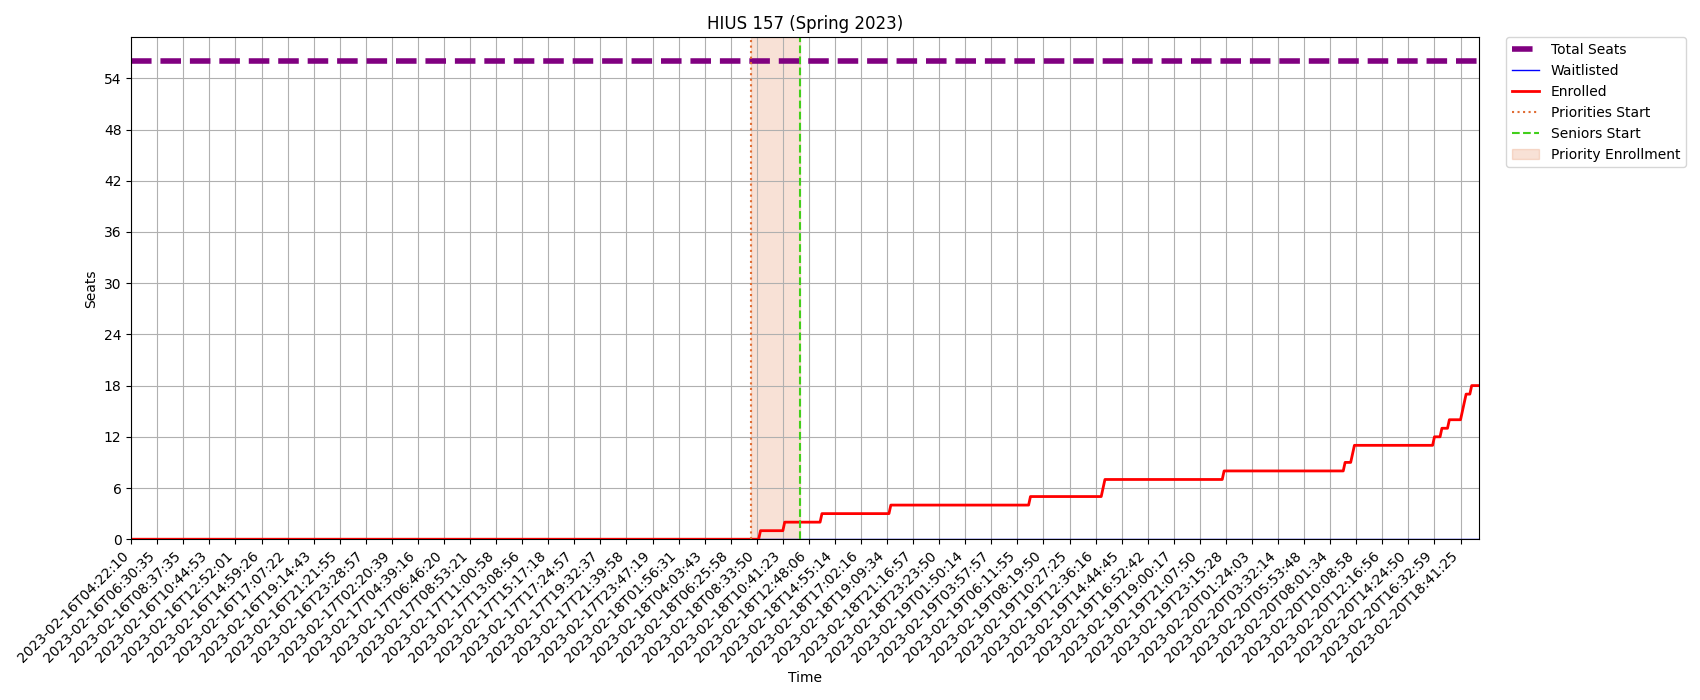 HIUS 157 (Spring 2023)
Total Seats
Waitlisted
Enrolled
Priorities Start
Seniors Start
Priority Enrollment
Seats
54
48
42
36
30
24
18
12
6
0
2023-02-16T04:22:10
2023-02-16T06:30:35
2023-02-16T08:37:35
2023-02-16T10:44:53
2023-02-16T12:52:01
2023-02-16T14:59:26
2023-02-16T17:07:22
2023-02-16T19:14:43
2023-02-16T21:21:55
2023-02-16T23:28:57
2023-02-17T02:20:39
2023-02-17T04:39:16
2023-02-17T06:46:20
2023-02-17T08:53:21
2023-02-17T11:00:58
2023-02-17T13:08:56
2023-02-17T15:17:18
2023-02-17T17:24:57
2023-02-17T19:32:37
2023-02-17T21:39:58
2023-02-17T23:47:19
2023-02-18T01:56:31
2023-02-18T04:03:43
2023-02-18T06:25:58
2023-02-18T08:33:50
2023-02-18T10:41:23
2023-02-18T12:48:06
2023-02-18T14:55:14
2023-02-18T17:02:16
2023-02-18T19:09:34
2023-02-18T21:16:57
2023-02-18T23:23:50
2023-02-19T01:50:14
2023-02-19T03:57:57
2023-02-19T06:11:55
2023-02-19T08:19:50
2023-02-19T10:27:25
2023-02-19T12:36:16
2023-02-19T14:44:45
2023-02-19T16:52:42
2023-02-19T19:00:17
2023-02-19T21:07:50
2023-02-19T23:15:28
2023-02-20T01:24:03
2023-02-20T03:32:14
2023-02-20T05:53:48
2023-02-20T08:01:34
2023-02-20T10:08:58
2023-02-20T12:16:56
2023-02-20T14:24:50
2023-02-20T16:32:59
2023-02-20T18:41:25
Time